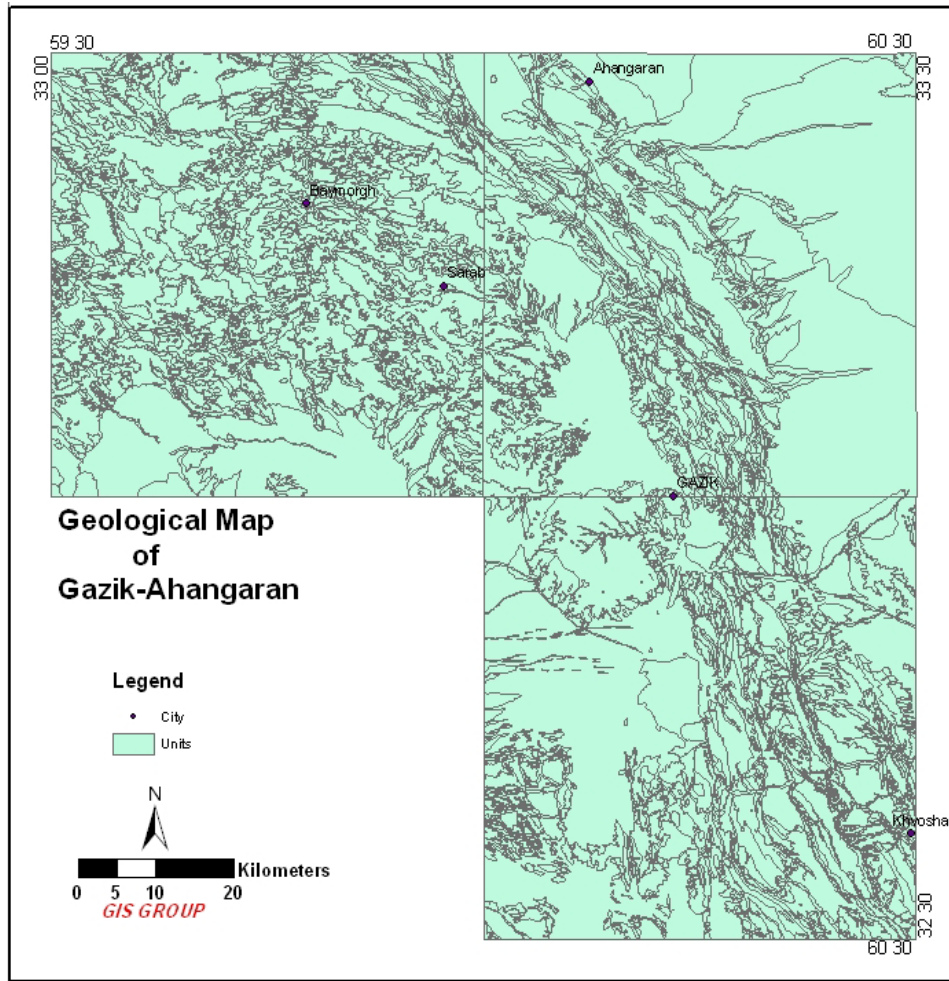 59 30
60 30
33 00
33 30
Ahangaran
Baymorgh
Sarab
GAZIK
Geological Map
of
Gazik-Ahangaran
Legend
City
Units
N
Kilometers
0 5 10 20
GIS GROUP
Khvosha
32 30
60 30